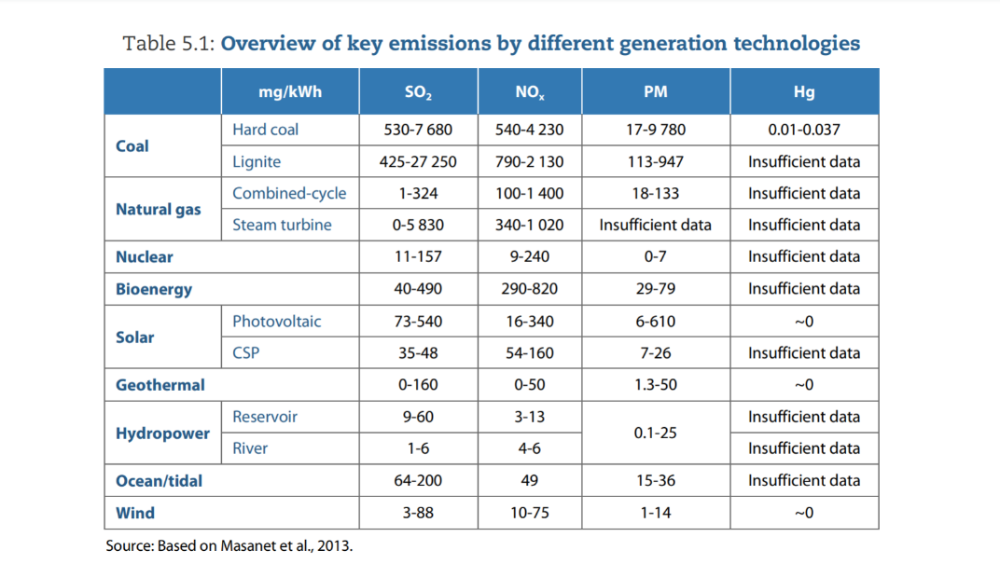 Table 5.1: Overview of key emissions by different generation technologies
mg/kWh SO₂ NOₓ PM Hg
Coal
Hard coal 530-7 680 540-4 230 17-9 780 0.01-0.037
Lignite 425-27 250 790-2 130 113-947 Insufficient data
Natural gas
Combined-cycle 1-324 100-1 400 18-133 Insufficient data
Steam turbine 0-5 830 340-1 020 Insufficient data Insufficient data
Nuclear 11-157 9-240 0-7 Insufficient data
Bioenergy 40-490 290-820 29-79 Insufficient data
Solar
Photovoltaic 73-540 16-340 6-610 ~0
CSP 35-48 54-160 7-26 Insufficient data
Geothermal 0-160 0-50 1.3-50 ~0
Hydropower
Reservoir 9-60 3-13 0.1-25 Insufficient data
River 1-6 4-6 Insufficient data
Ocean/tidal 64-200 49 15-36 Insufficient data
Wind 3-88 10-75 1-14 ~0
Source: Based on Masanet et al., 2013.